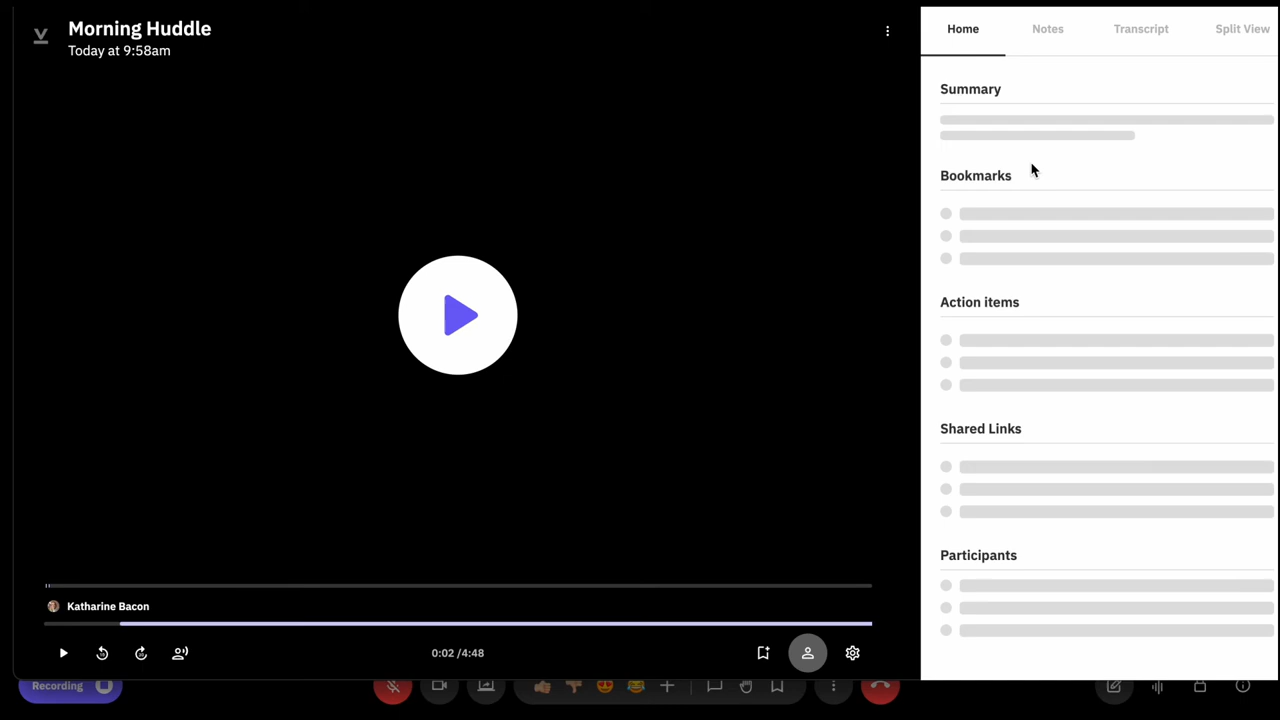 Morning Huddle
Today at 9:58am
Home
Notes
Transcript
Split View
Summary
Bookmarks
Action items
Shared Links
Participants
Katharine Bacon
0:02 /4:48
Recording